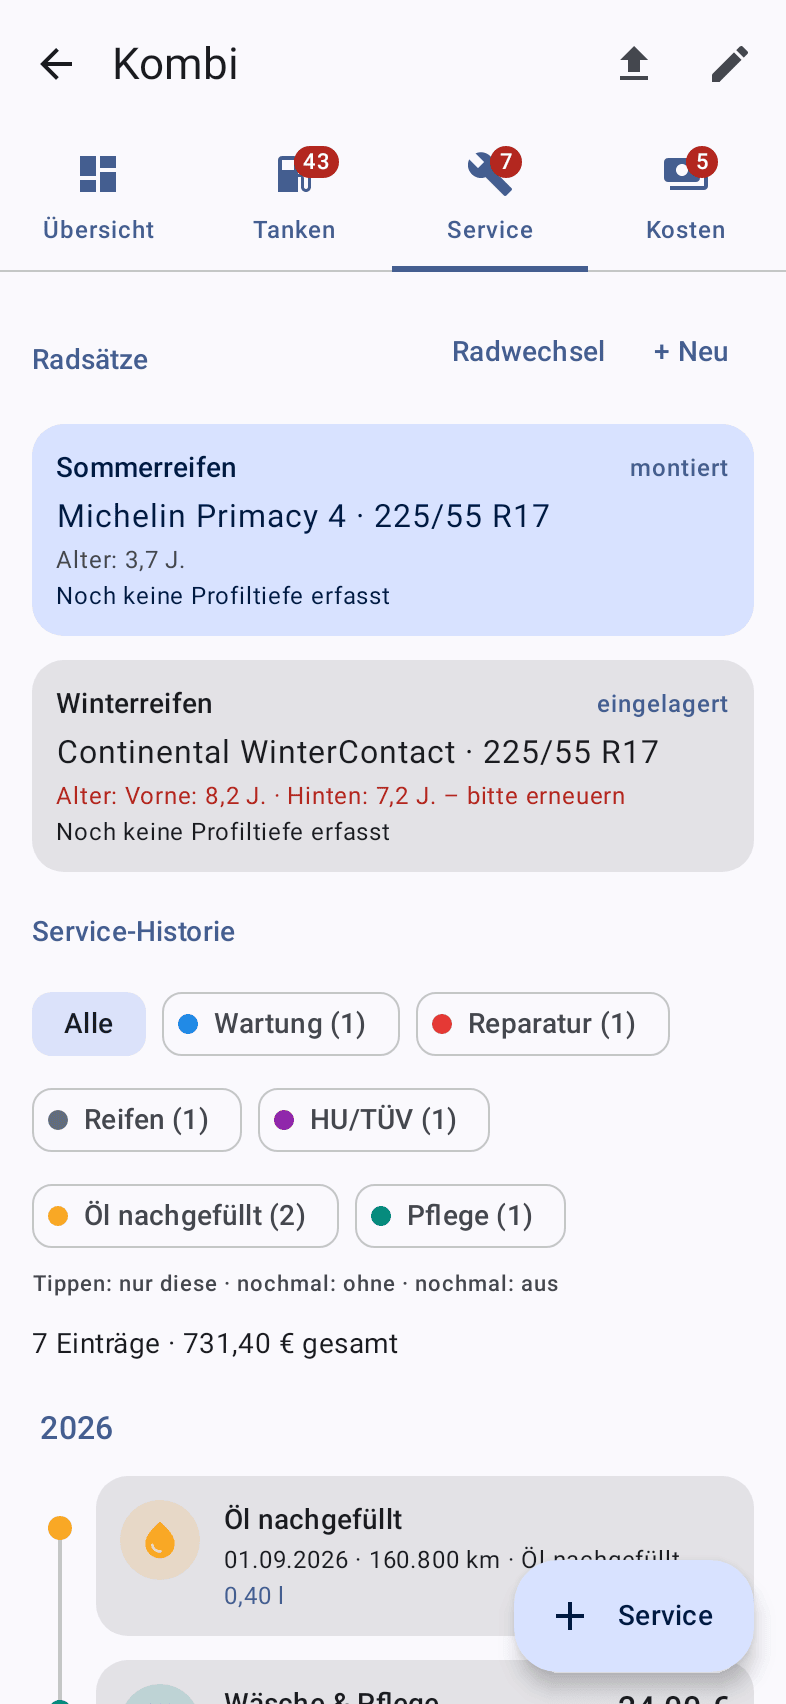 Kombi
43
7
5
Übersicht
Tanken
Service
Kosten
Radsätze
Radwechsel
+ Neu
Sommerreifen
montiert
Michelin Primacy 4 · 225/55 R17
Alter: 3,7 J.
Noch keine Profiltiefe erfasst
Winterreifen
eingelagert
Continental WinterContact · 225/55 R17
Alter: Vorne: 8,2 J. · Hinten: 7,2 J. – bitte erneuern
Noch keine Profiltiefe erfasst
Service-Historie
Alle
Wartung (1)
Reparatur (1)
Reifen (1)
HU/TÜV (1)
Öl nachgefüllt (2)
Pflege (1)
Tippen: nur diese · nochmal: ohne · nochmal: aus
7 Einträge · 731,40 € gesamt
2026
Öl nachgefüllt
01.09.2026 · 160.800 km · Öl nachgefüllt
0,40 l
Service
Wäsche & Pflege